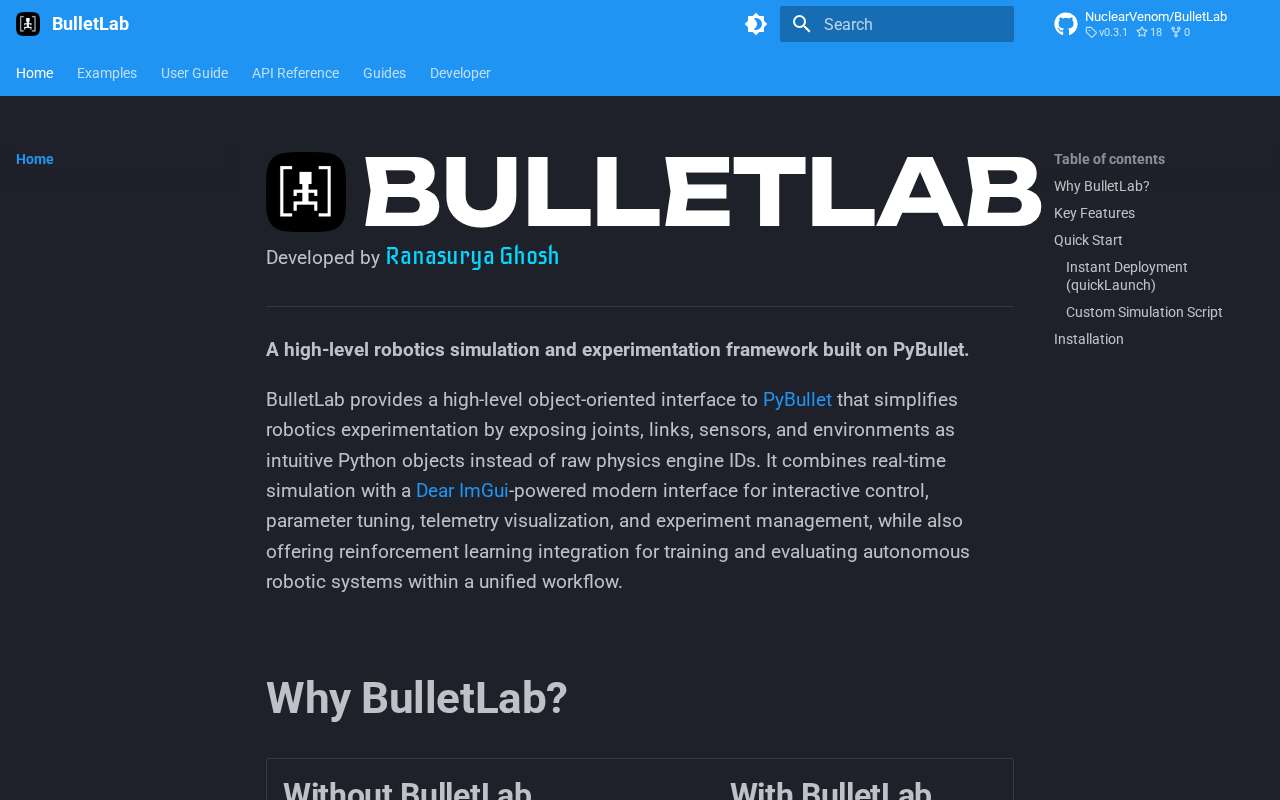 BulletLab
Search
NuclearVenom/BulletLab
v0.3.1 18 0
Home Examples User Guide API Reference Guides Developer
Home
BULLETLAB
Developed by Ranasurya Ghosh
A high-level robotics simulation and experimentation framework built on PyBullet.
BulletLab provides a high-level object-oriented interface to PyBullet that simplifies
robotics experimentation by exposing joints, links, sensors, and environments as
intuitive Python objects instead of raw physics engine IDs. It combines real-time
simulation with a Dear ImGui-powered modern interface for interactive control,
parameter tuning, telemetry visualization, and experiment management, while also
offering reinforcement learning integration for training and evaluating autonomous
robotic systems within a unified workflow.
Why BulletLab?
Without BulletLab With BulletLab
Table of contents
Why BulletLab?
Key Features
Quick Start
Instant Deployment
(quickLaunch)
Custom Simulation Script
Installation